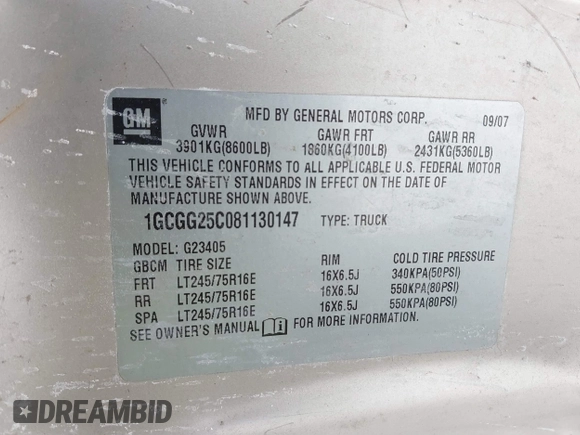 GM
®
MFD BY GENERAL MOTORS CORP. 09/07
GVWR GAWR FRT GAWR RR
3901KG(8600LB) 1860KG(4100LB) 2431KG(5360LB)
THIS VEHICLE CONFORMS TO ALL APPLICABLE U.S. FEDERAL MOTOR
VEHICLE SAFETY STANDARDS IN EFFECT ON THE DATE OF
MANUFACTURE SHOWN ABOVE.
1GCGG25C081130147 TYPE: TRUCK
MODEL: G23405
GBCM TIRE SIZE RIM COLD TIRE PRESSURE
FRT LT245/75R16E 16X6.5J 340KPA(50PSI)
RR LT245/75R16E 16X6.5J 550KPA(80PSI)
SPA LT245/75R16E 16X6.5J 550KPA(80PSI)
SEE OWNER'S MANUAL FOR MORE INFORMATION.
DREAMBID